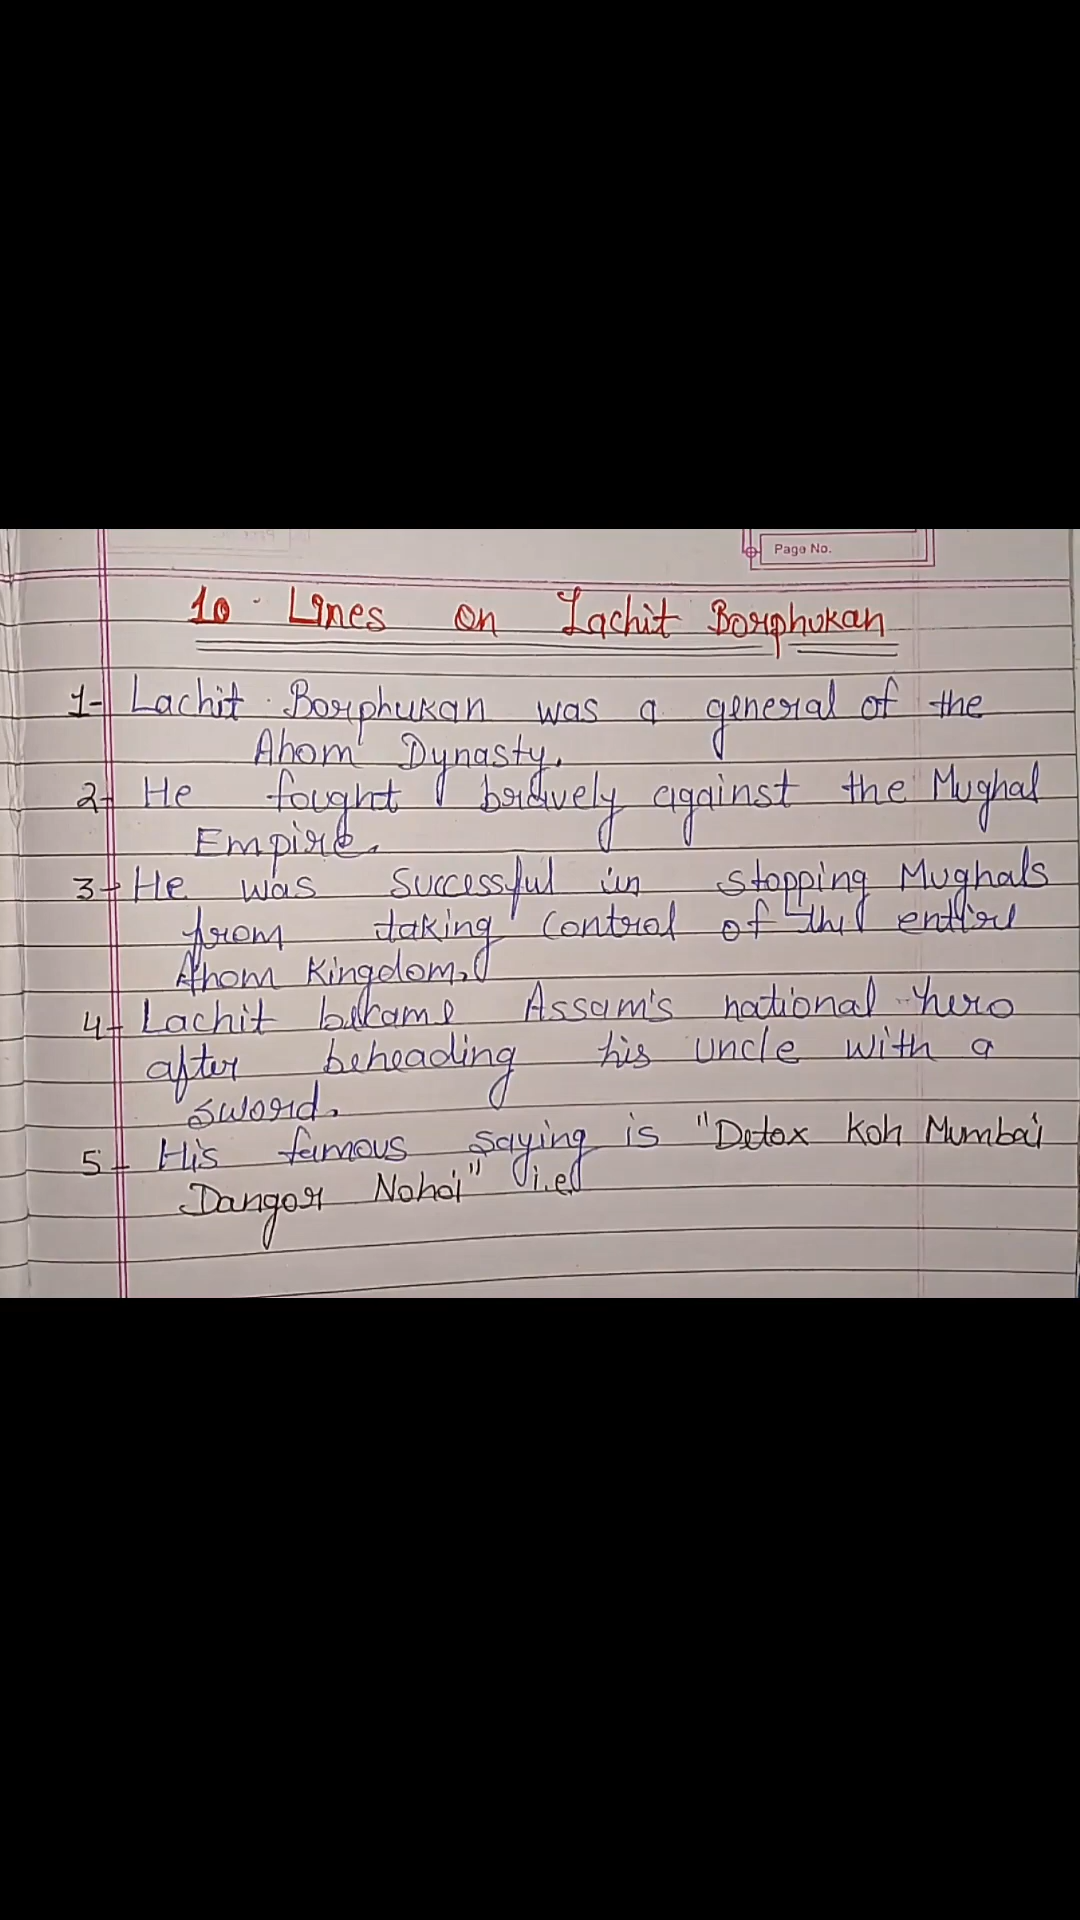 Page No.
10 Lines on Lachit Borphukan
1- Lachit Borphukan was a general of the
Ahom Dynasty.
2- He fought bravely against the Mughal
Empire.
3- He was successful in stopping Mughals
from taking control of the entire
Ahom Kingdom.
4- Lachit became Assam's national hero
after beheading his uncle with a
sword.
5- His famous saying is "Detox Koh Mumbai
Dangor Nohoi" i.e